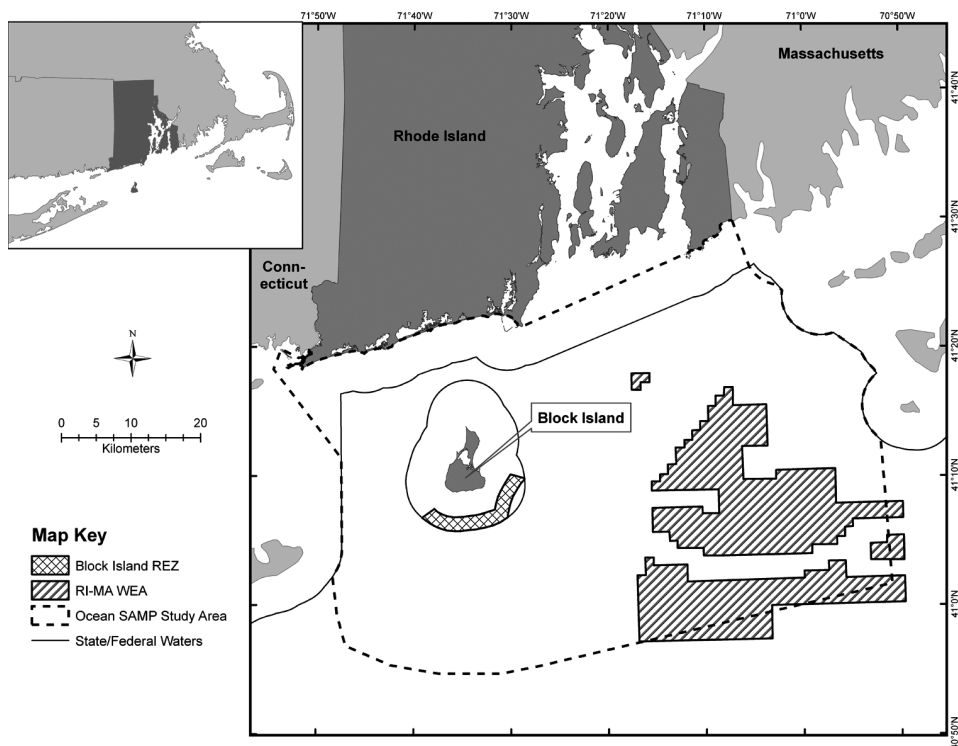 71°50'W 71°40'W 71°30'W 71°20'W 71°10'W 71°0'W 70°50'W
Massachusetts
41°40'N
Rhode Island
41°30'N
Conn-
ecticut
N
41°20'N
0 5 10 15 20
Kilometers
Block Island
41°10'N
Map Key
Block Island REZ
RI-MA WEA
Ocean SAMP Study Area
State/Federal Waters
41°0'N
40°50'N